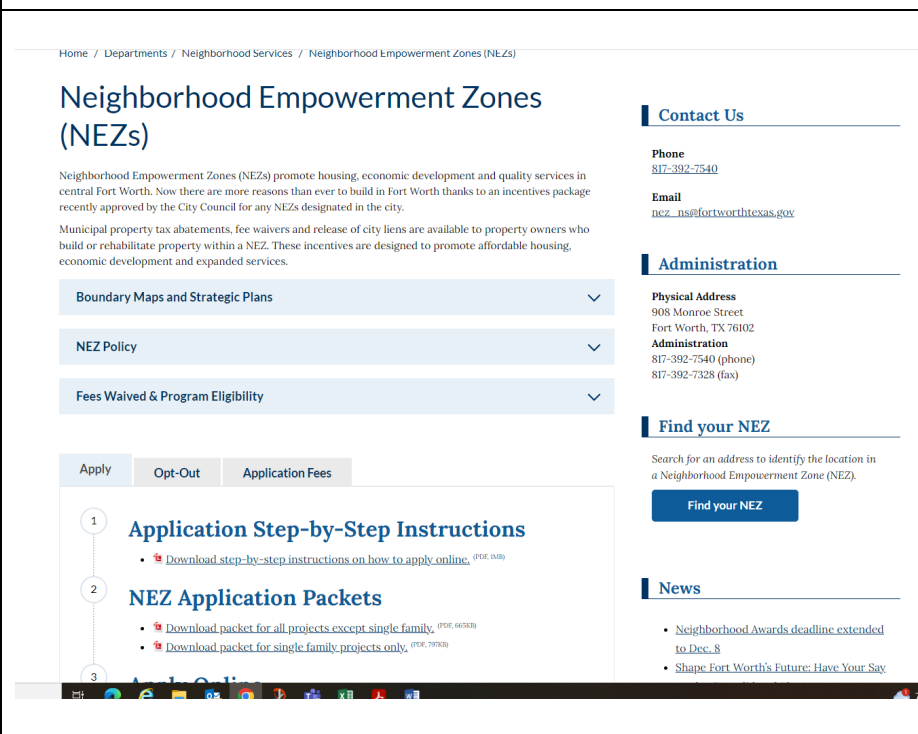 Home / Departments / Neighborhood Services / Neighborhood Empowerment Zones (NEZs)
Neighborhood Empowerment Zones
(NEZs)
Neighborhood Empowerment Zones (NEZs) promote housing, economic development and quality services in
central Fort Worth. Now there are more reasons than ever to build in Fort Worth thanks to an incentives package
recently approved by the City Council for any NEZs designated in the city.
Municipal property tax abatements, fee waivers and release of city liens are available to property owners who
build or rehabilitate property within a NEZ. These incentives are designed to promote affordable housing,
economic development and expanded services.
Boundary Maps and Strategic Plans
NEZ Policy
Fees Waived & Program Eligibility
Apply
Opt-Out
Application Fees
1
Application Step-by-Step Instructions
Download step-by-step instructions on how to apply online. (PDF, 1MB)
2
NEZ Application Packets
Download packet for all projects except single family. (PDF, 665KB)
Download packet for single family projects only. (PDF, 797KB)
3
Apply Online
Contact Us
Phone
817-392-7540
Email
nez_ns@fortworthtexas.gov
Administration
Physical Address
908 Monroe Street
Fort Worth, TX 76102
Administration
817-392-7540 (phone)
817-392-7328 (fax)
Find your NEZ
Search for an address to identify the location in
a Neighborhood Empowerment Zone (NEZ).
Find your NEZ
News
Neighborhood Awards deadline extended
to Dec. 8
Shape Fort Worth's Future: Have Your Say